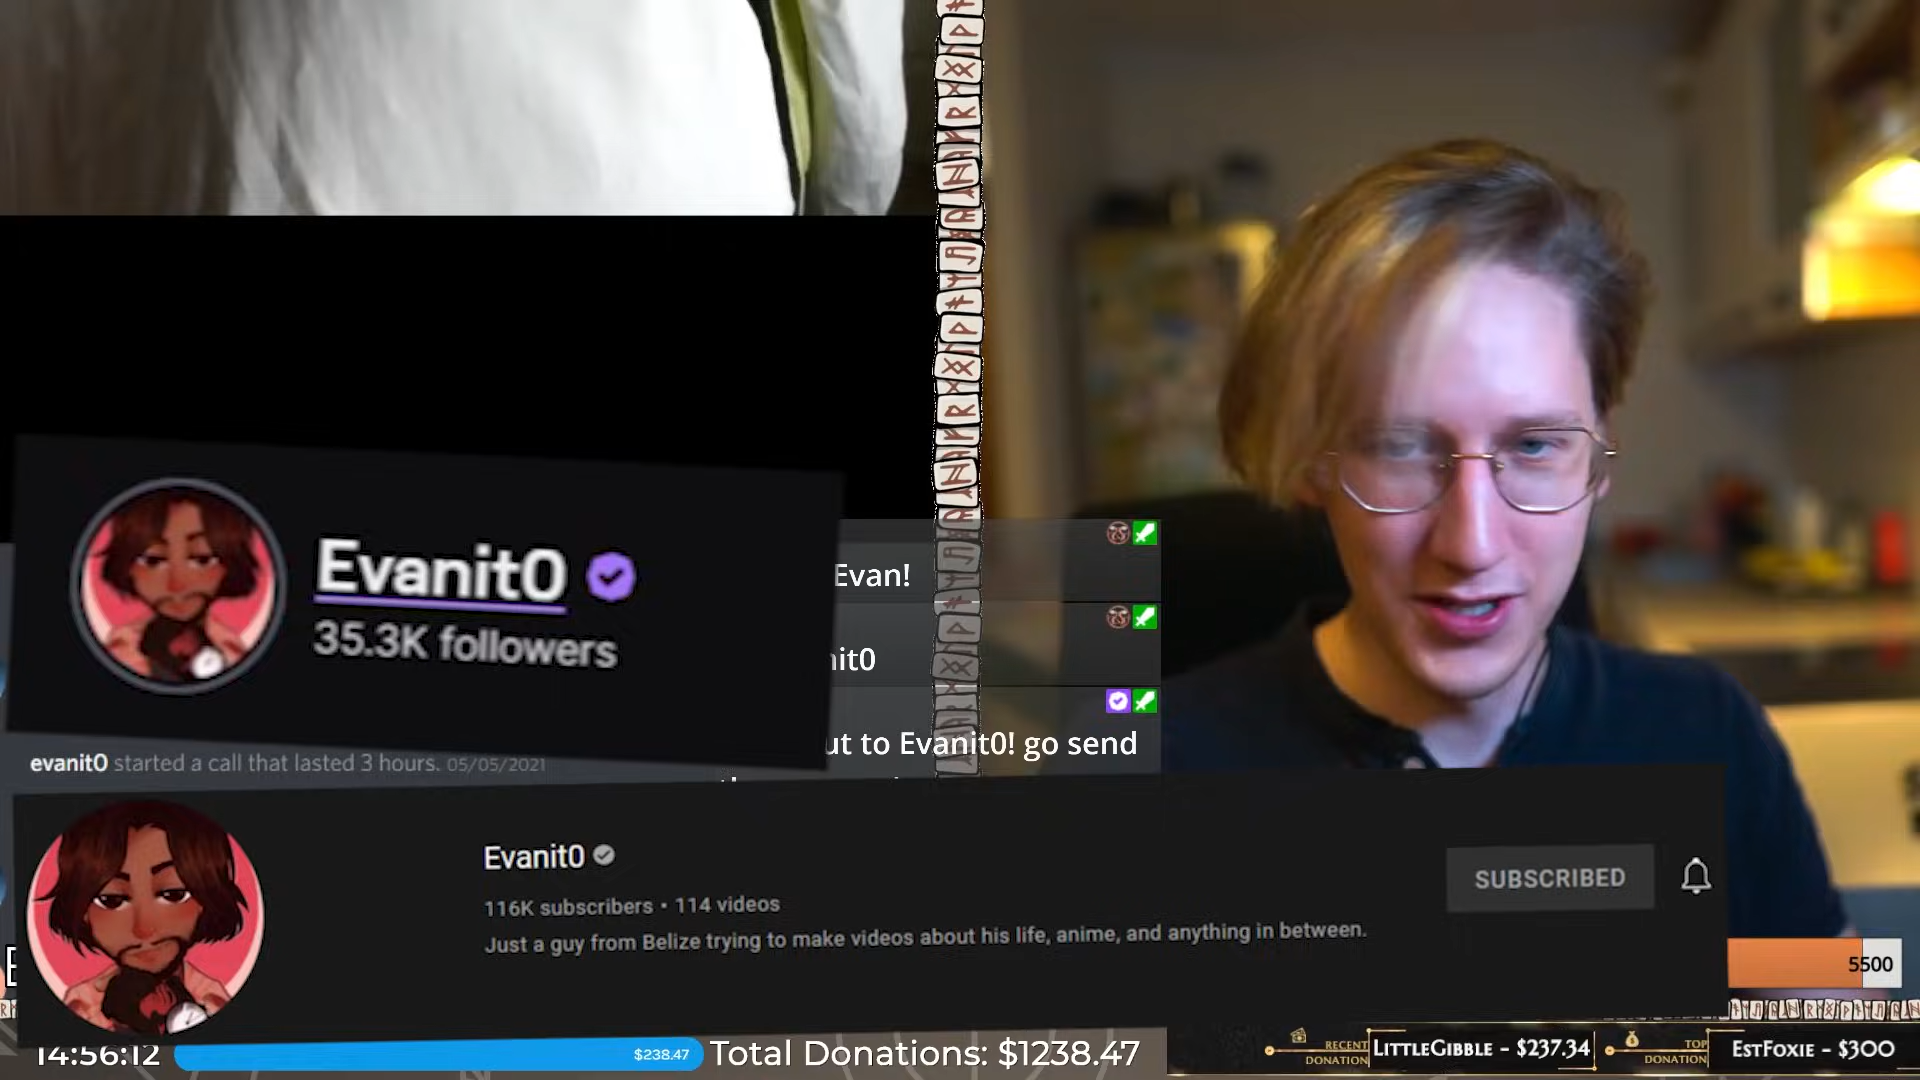 Evan!
Evanit0
35.3K followers
nit0
ut to Evanit0! go send
evanit0 started a call that lasted 3 hours. 05/05/2021
Evanit0
116K subscribers • 114 videos
Just a guy from Belize trying to make videos about his life, anime, and anything in between.
SUBSCRIBED
5500
14:56:12
$238.47
Total Donations: $1238.47
RECENT DONATION
LITTLEGIBBLE - $237.34
TOP DONATION
ESTFOXIE - $300